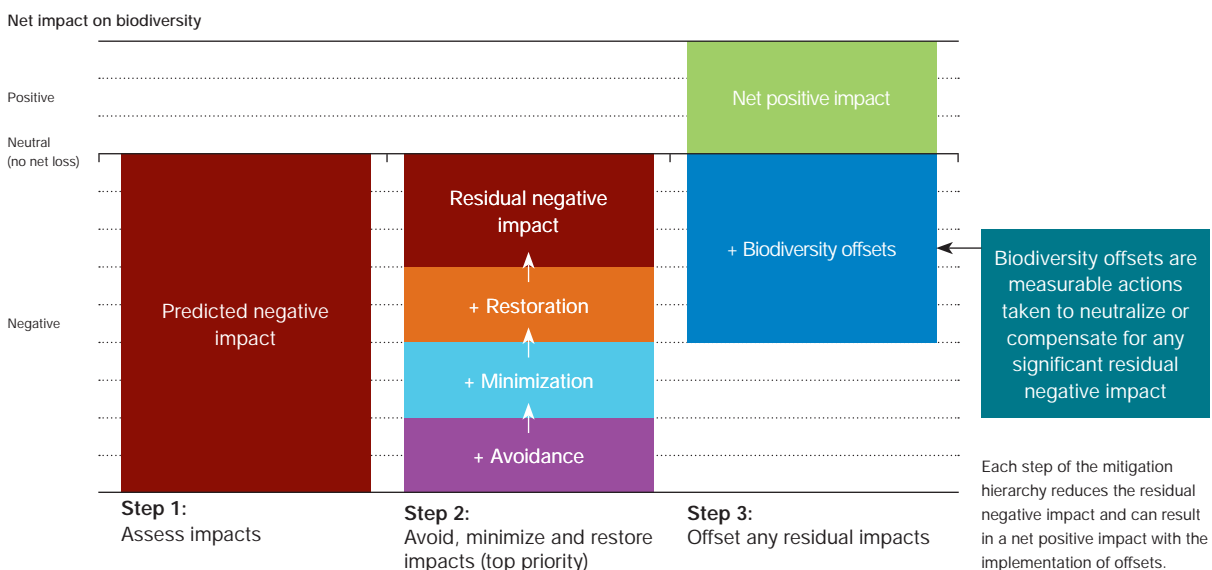 Net impact on biodiversity
Positive
Neutral
(no net loss)
Negative
Predicted negative
impact
Residual negative
impact
+ Restoration
+ Minimization
+ Avoidance
Net positive impact
+ Biodiversity offsets
Biodiversity offsets are
measurable actions
taken to neutralize or
compensate for any
significant residual
negative impact
Step 1:
Assess impacts
Step 2:
Avoid, minimize and restore
impacts (top priority)
Step 3:
Offset any residual impacts
Each step of the mitigation
hierarchy reduces the residual
negative impact and can result
in a net positive impact with the
implementation of offsets.